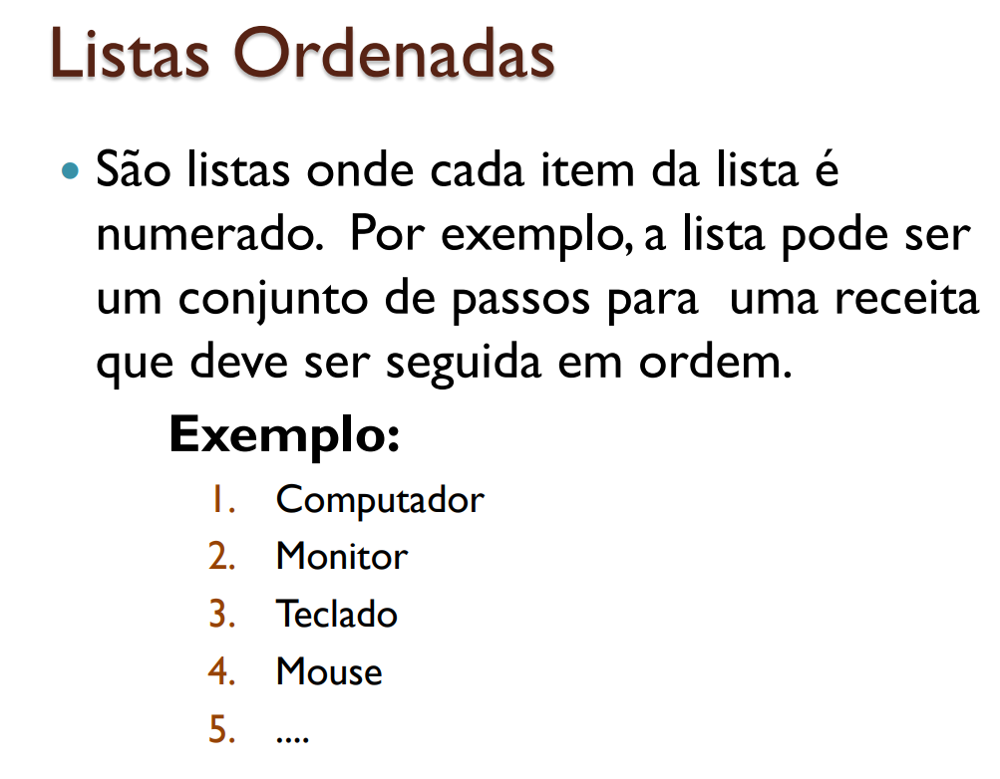 Listas Ordenadas
• São listas onde cada item da lista é
numerado.  Por exemplo, a lista pode ser
um conjunto de passos para  uma receita
que deve ser seguida em ordem.
Exemplo:
1. Computador
2. Monitor
3. Teclado
4. Mouse
5. ....